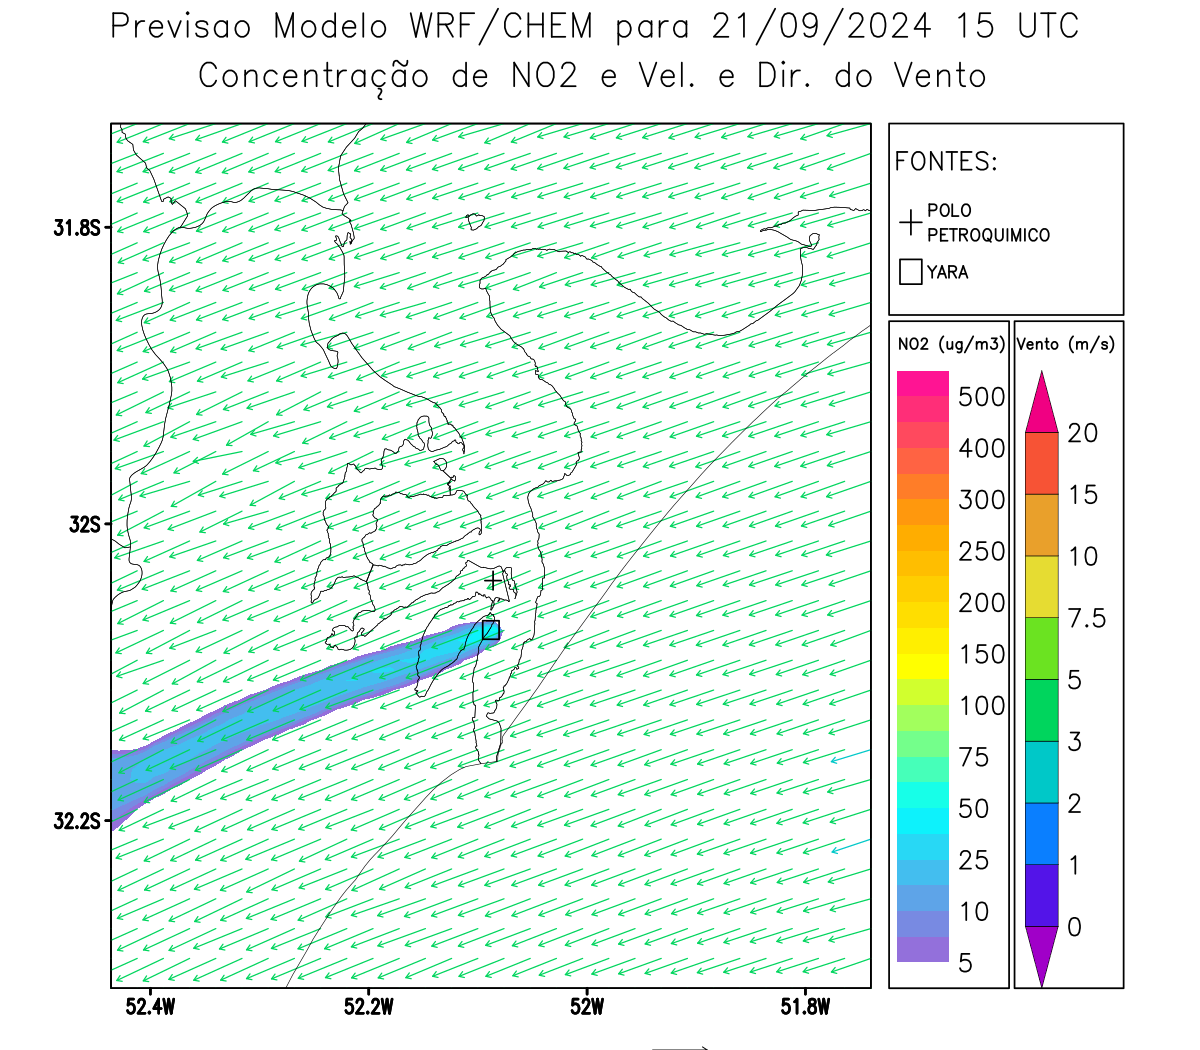 Previsao Modelo WRF/CHEM para 21/09/2024 15 UTC
Concentração de NO2 e Vel. e Dir. do Vento
FONTES:
POLO
PETROQUIMICO
YARA
NO2 (ug/m3)
500
400
300
250
200
150
100
75
50
25
10
5
Vento (m/s)
20
15
10
7.5
5
3
2
1
0
31.8S
32S
32.2S
52.4W 52.2W 52W 51.8W